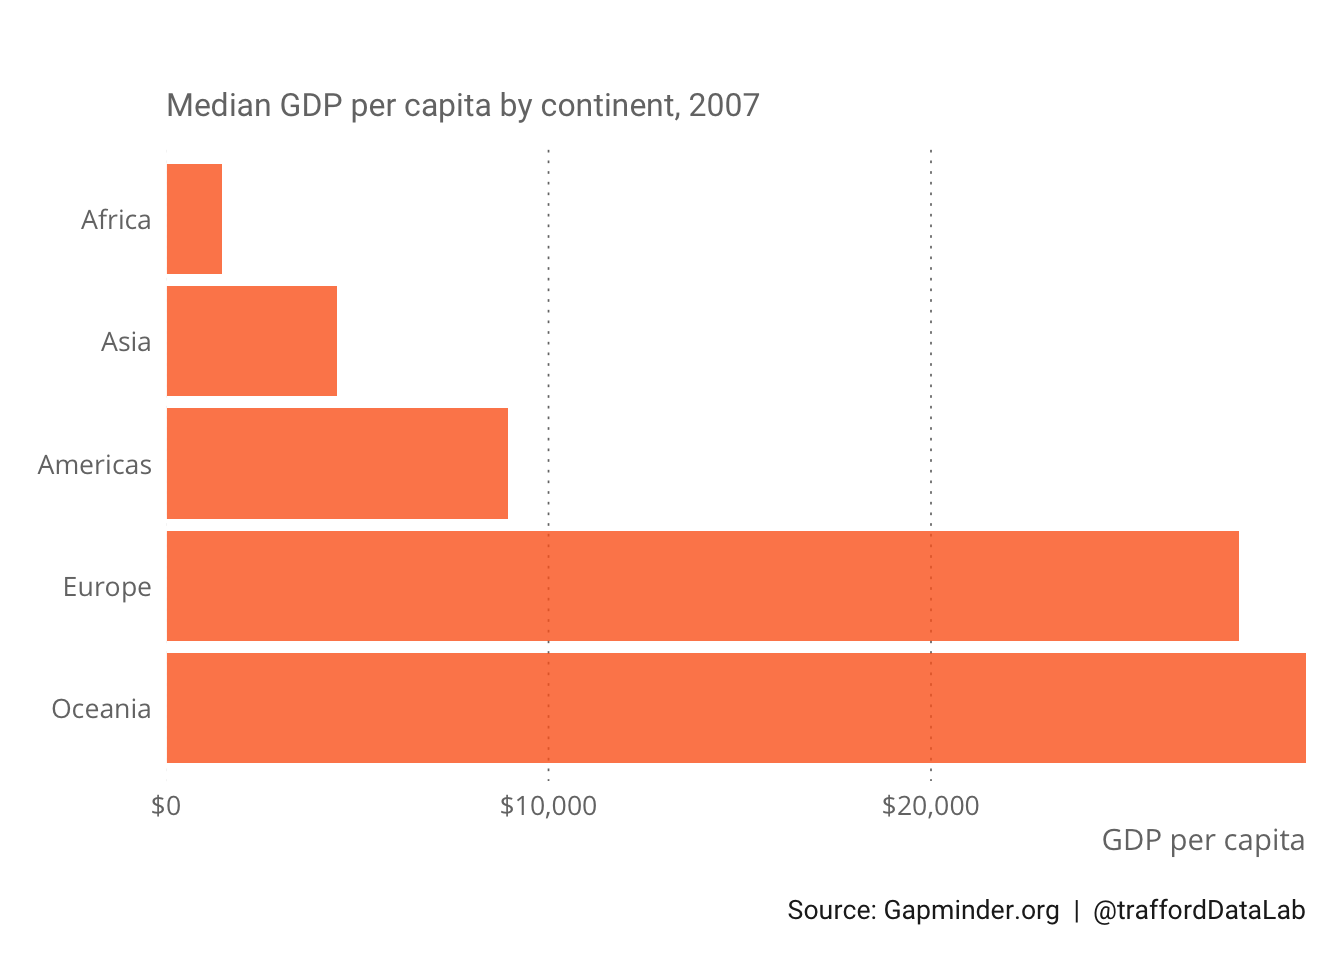 Median GDP per capita by continent, 2007
Africa
Asia
Americas
Europe
Oceania
$0 $10,000 $20,000
GDP per capita
Source: Gapminder.org | @traffordDataLab